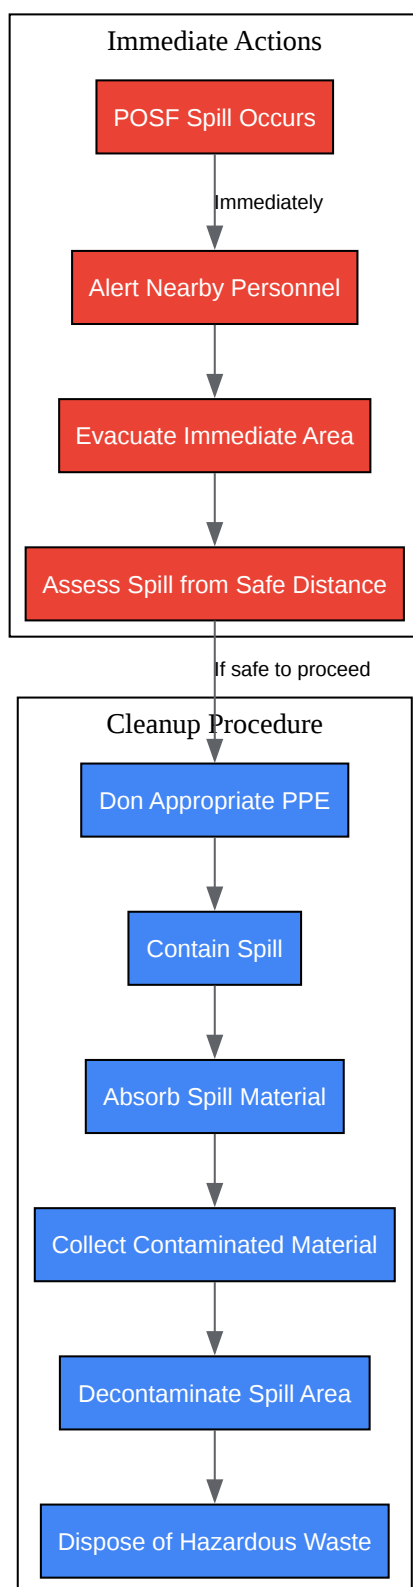 Immediate Actions
POSF Spill Occurs
Immediately
Alert Nearby Personnel
Evacuate Immediate Area
Assess Spill from Safe Distance
If safe to proceed
Cleanup Procedure
Don Appropriate PPE
Contain Spill
Absorb Spill Material
Collect Contaminated Material
Decontaminate Spill Area
Dispose of Hazardous Waste